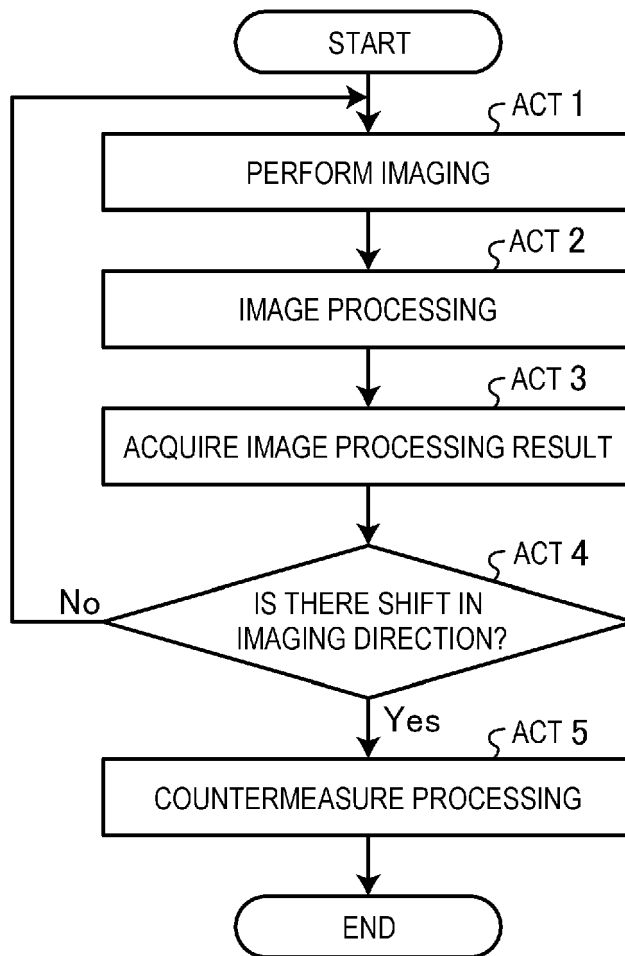 START
ACT 1
PERFORM IMAGING
ACT 2
IMAGE PROCESSING
ACT 3
ACQUIRE IMAGE PROCESSING RESULT
ACT 4
IS THERE SHIFT IN
IMAGING DIRECTION?
No
Yes
ACT 5
COUNTERMEASURE PROCESSING
END